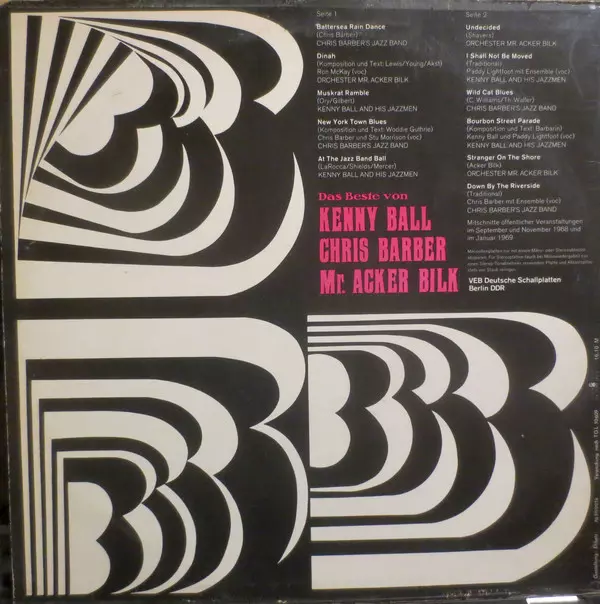 Seite 1
Battersea Rain Dance
(Chris Barber)
CHRIS BARBER'S JAZZ BAND
Dinah
(Komposition und Text: Lewis/Young/Akst)
Ron McKay (voc)
ORCHESTER MR. ACKER BILK
Muskrat Ramble
(Ory/Gilbert)
KENNY BALL AND HIS JAZZMEN
New York Town Blues
(Komposition und Text: Woddie Guthrie)
Chris Barber und Stu Morrison (voc)
CHRIS BARBER'S JAZZ BAND
At The Jazz Band Ball
(LaRocca/Shields/Mercer)
KENNY BALL AND HIS JAZZMEN
Seite 2
Undecided
(Shavers)
ORCHESTER MR. ACKER BILK
I Shall Not Be Moved
(Traditional)
Paddy Lightfoot mit Ensemble (voc)
KENNY BALL AND HIS JAZZMEN
Wild Cat Blues
(C. Williams/Th. Waller)
CHRIS BARBER'S JAZZ BAND
Bourbon Street Parade
(Komposition und Text: Barbarin)
Kenny Ball und Paddy Lightfoot (voc)
KENNY BALL AND HIS JAZZMEN
Stranger On The Shore
(Acker Bilk)
ORCHESTER MR. ACKER BILK
Down By The Riverside
(Traditional)
Chris Barber mit Ensemble (voc)
CHRIS BARBER'S JAZZ BAND
Mitschnitte öffentlicher Veranstaltungen
im September und November 1968 und
im Januar 1969
VEB Deutsche Schallplatten
Berlin DDR
Das Beste von
KENNY BALL
CHRIS BARBER
Mr. ACKER BILK